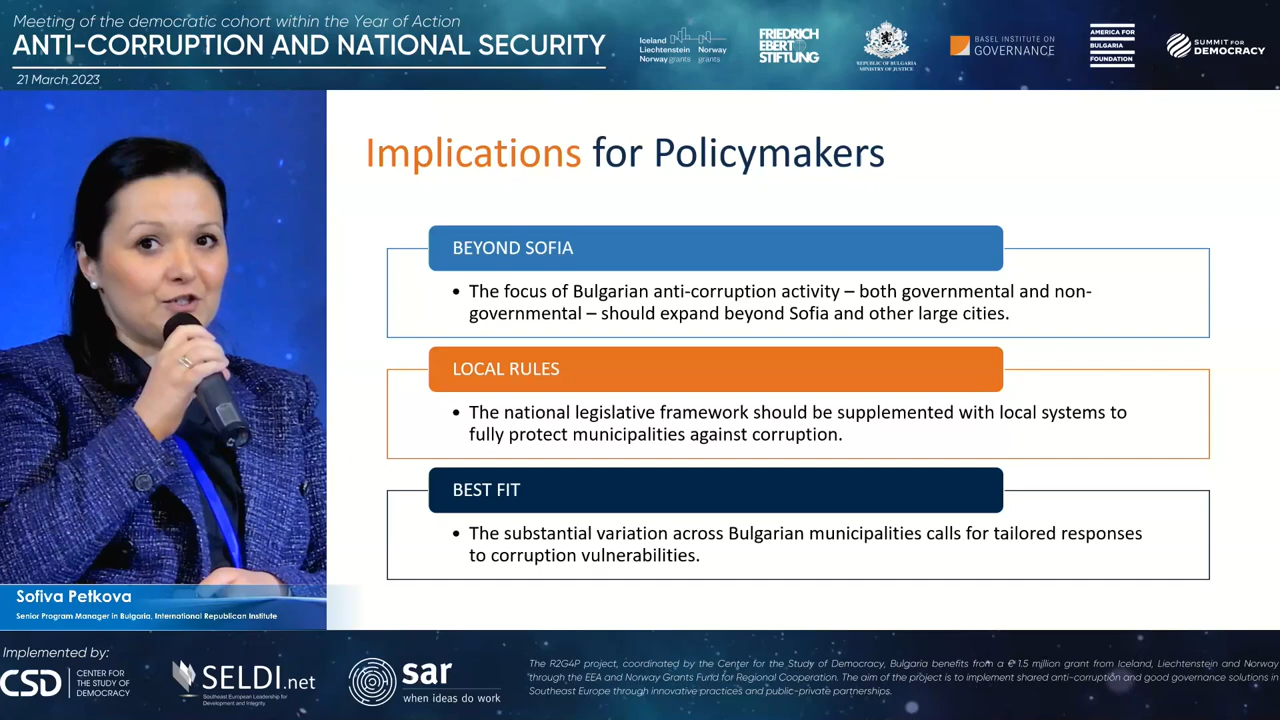 Meeting of the democratic cohort within the Year of Action
ANTI-CORRUPTION AND NATIONAL SECURITY
21 March 2023
Iceland
Liechtenstein Norway
Norway grants grants
FRIEDRICH
EBERT
STIFTUNG
REPUBLIC OF BULGARIA
MINISTRY OF JUSTICE
BASEL INSTITUTE ON
GOVERNANCE
AMERICA FOR
BULGARIA
FOUNDATION
SUMMIT FOR
DEMOCRACY
Implications for Policymakers
BEYOND SOFIA
• The focus of Bulgarian anti-corruption activity – both governmental and non-
governmental – should expand beyond Sofia and other large cities.
LOCAL RULES
• The national legislative framework should be supplemented with local systems to
fully protect municipalities against corruption.
BEST FIT
• The substantial variation across Bulgarian municipalities calls for tailored responses
to corruption vulnerabilities.
Sofiva Petkova
Senior Program Manager in Bulgaria, International Republican Institute
Implemented by:
CSD
CENTER FOR
THE STUDY OF
DEMOCRACY
SELDI.net
Southeast European Leadership for
Development and Integrity
sar
when ideas do work
The R2G4P project, coordinated by the Center for the Study of Democracy, Bulgaria benefits from a € 1.5 million grant from Iceland, Liechtenstein and Norway
through the EEA and Norway Grants Fund for Regional Cooperation. The aim of the project is to implement shared anti-corruption and good governance solutions in
Southeast Europe through innovative practices and public-private partnerships.